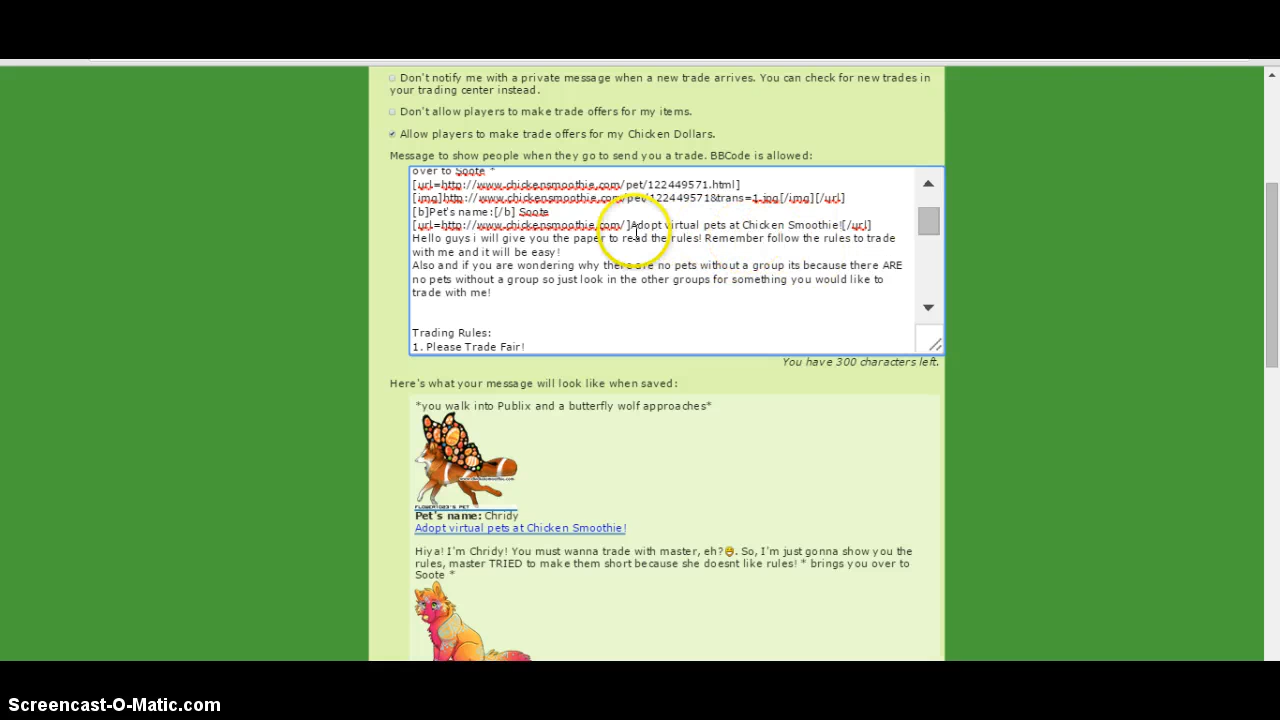 Don't notify me with a private message when a new trade arrives. You can check for new trades in
your trading center instead.
Don't allow players to make trade offers for my items.
Allow players to make trade offers for my Chicken Dollars.
Message to show people when they go to send you a trade. BBCode is allowed:
over to Soote *
[url=http://www.chickensmoothie.com/pet/122449571.html]
[img]http://www.chickensmoothie.com/pet/122449571&trans=1.jpg[/img][/url]
[b]Pet's name:[/b] Soote
[url=http://www.chickensmoothie.com/]Adopt virtual pets at Chicken Smoothie![/url]
Hello guys i will give you the paper to read the rules! Remember follow the rules to trade
with me and it will be easy!
Also and if you are wondering why there are no pets without a group its because there ARE
no pets without a group so just look in the other groups for something you would like to
trade with me!
Trading Rules:
1. Please Trade Fair!
You have 300 characters left.
Here's what your message will look like when saved:
*you walk into Publix and a butterfly wolf approaches*
www.chickensmoothie.com
Pet's name: Chridy
Adopt virtual pets at Chicken Smoothie!
Hiya! I'm Chridy! You must wanna trade with master, eh? . So, I'm just gonna show you the
rules, master TRIED to make them short because she doesnt like rules! * brings you over to
Soote *
Screencast-O-Matic.com